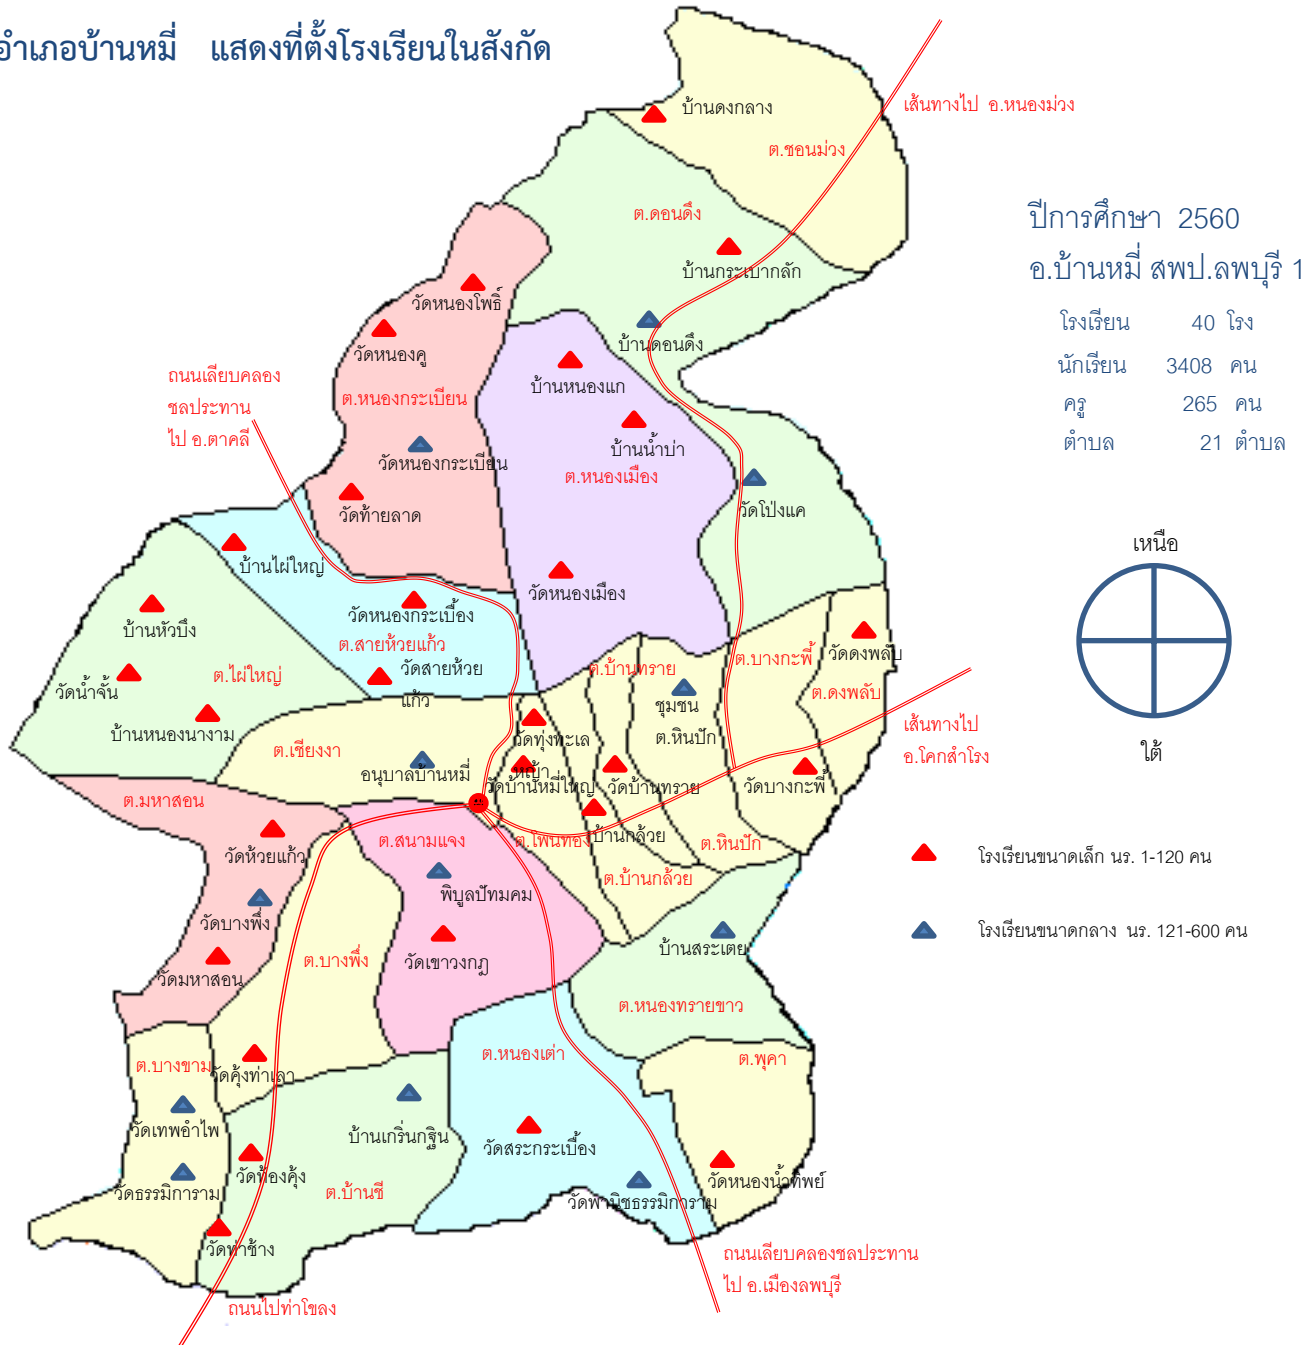 อำเภอบ้านหมี่ แสดงที่ตั้งโรงเรียนในสังกัด
บ้านดงกลาง
เส้นทางไป อ.หนองม่วง
ต.ชอนม่วง
ปีการศึกษา 2560
อ.บ้านหมี่ สพป.ลพบุรี 1
โรงเรียน 40 โรง
นักเรียน 3408 คน
ครู 265 คน
ตำบล 21 ตำบล
ต.ดอนดึง
บ้านกระเบากลัก
วัดหนองโพธิ์
บ้านดอนดึง
วัดหนองคู
ถนนเลียบคลอง
ชลประทาน
ไป อ.ตาคลี
ต.หนองกระเบียน
บ้านหนองแก
บ้านน้ำบ่า
วัดหนองกระเบียน
ต.หนองเมือง
วัดท้ายลาด
วัดโป่งแค
เหนือ
บ้านไผ่ใหญ่
วัดหนองเมือง
วัดหนองกระเบื้อง
บ้านหัวบึง
ต.สายห้วยแก้ว
วัดสายห้วย
แก้ว
ต.บ้านทราย
ต.บางกะพี้
วัดดงพลับ
ต.ไผ่ใหญ่
วัดน้ำจั้น
ต.ดงพลับ
ชุมชน
บ้านหนองนางาม
ต.หินปัก
เส้นทางไป
อ.โคกสำโรง
ต.เชียงงา
วัดทุ่งทะเล
หญ้า
ใต้
อนุบาลบ้านหมี่
วัดบ้านหมี่ใหญ่
วัดบ้านทราย
วัดบางกะพี้
ต.มหาสอน
ต.สนามแจง
ต.โพนทอง
บ้านกล้วย
ต.หินปัก
วัดห้วยแก้ว
โรงเรียนขนาดเล็ก นร. 1-120 คน
ต.บ้านกล้วย
พิบูลปัทมคม
วัดบางพึ่ง
โรงเรียนขนาดกลาง นร. 121-600 คน
บ้านสระเตย
วัดมหาสอน
ต.บางพึ่ง
วัดเขาวงกฎ
ต.หนองทรายขาว
ต.บางขาม
วัดคุ้งท่าเลา
ต.หนองเต่า
ต.พุคา
วัดเทพอำไพ
บ้านเกริ่นกฐิน
วัดสระกระเบื้อง
วัดท้องคุ้ง
วัดธรรมิการาม
ต.บ้านชี
วัดหนองน้ำทิพย์
วัดพานิชธรรมิการาม
วัดท่าช้าง
ถนนเลียบคลองชลประทาน
ไป อ.เมืองลพบุรี
ถนนไปท่าโขลง